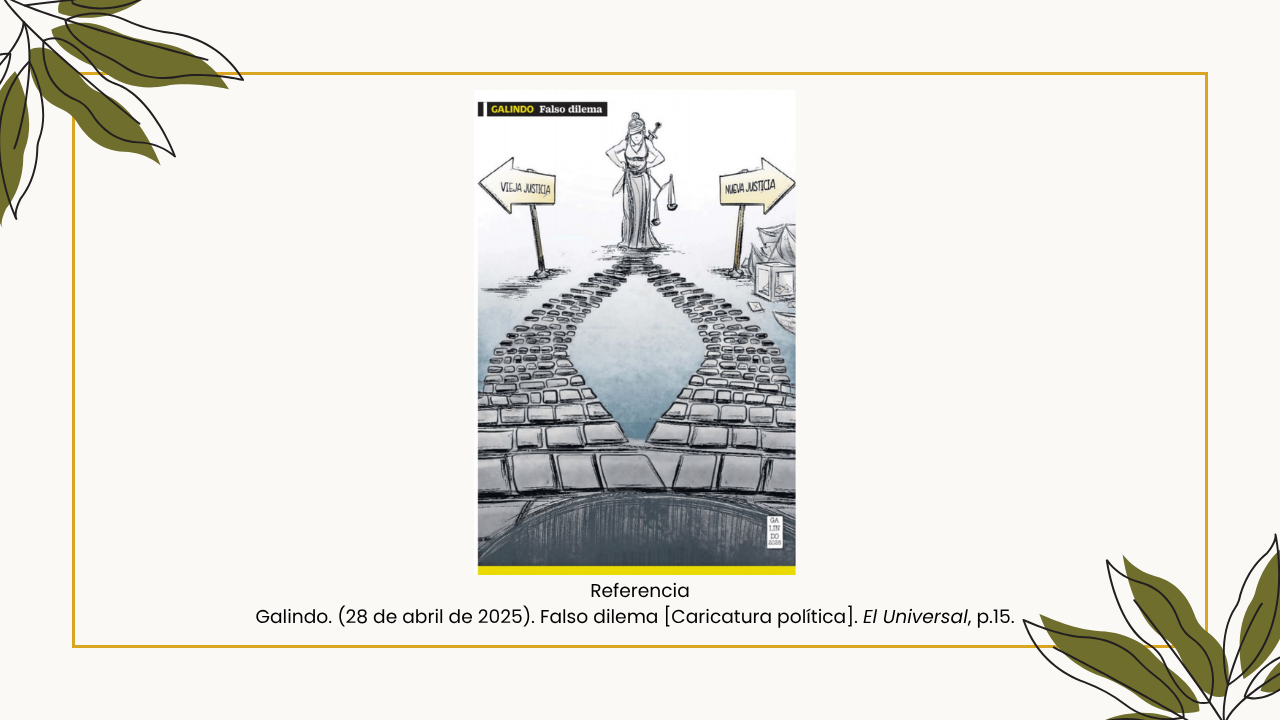 GALINDO Falso dilema
VIEJA JUSTICIA
NUEVA JUSTICIA
GA
LIN
DO
2025
Referencia
Galindo. (28 de abril de 2025). Falso dilema [Caricatura política]. El Universal, p.15.